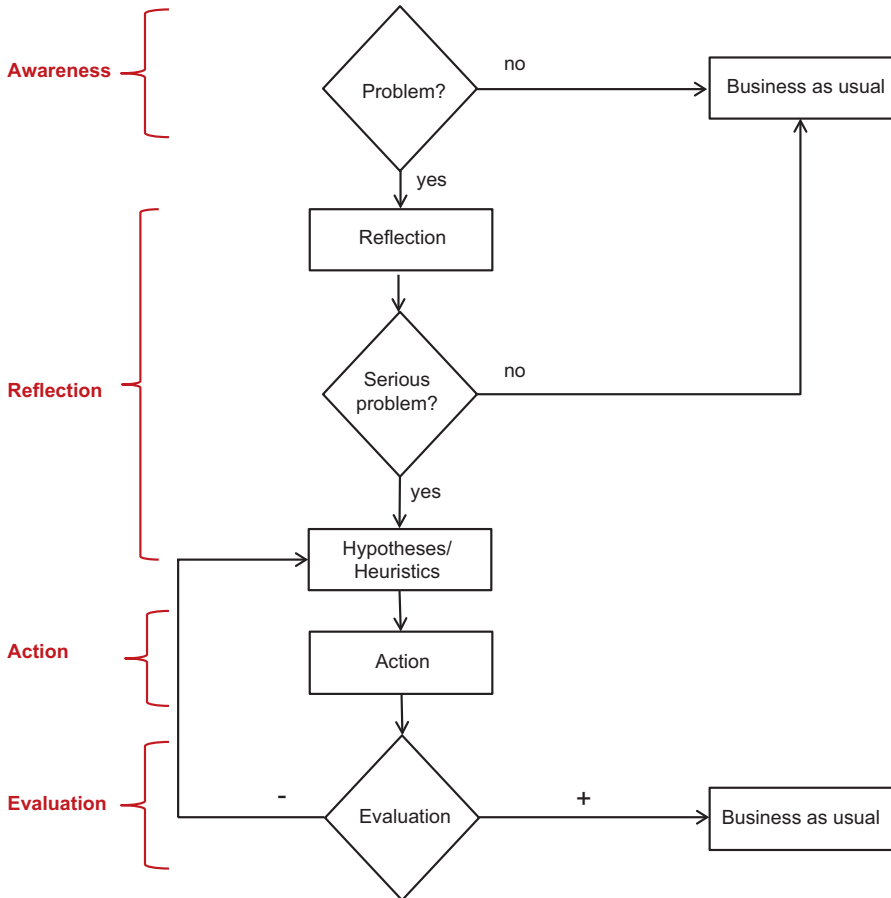 Awareness
Problem?
no
Business as usual
yes
Reflection
Reflection
Serious
problem?
no
yes
Hypotheses/
Heuristics
Action
Action
Evaluation
-
Evaluation
+
Business as usual